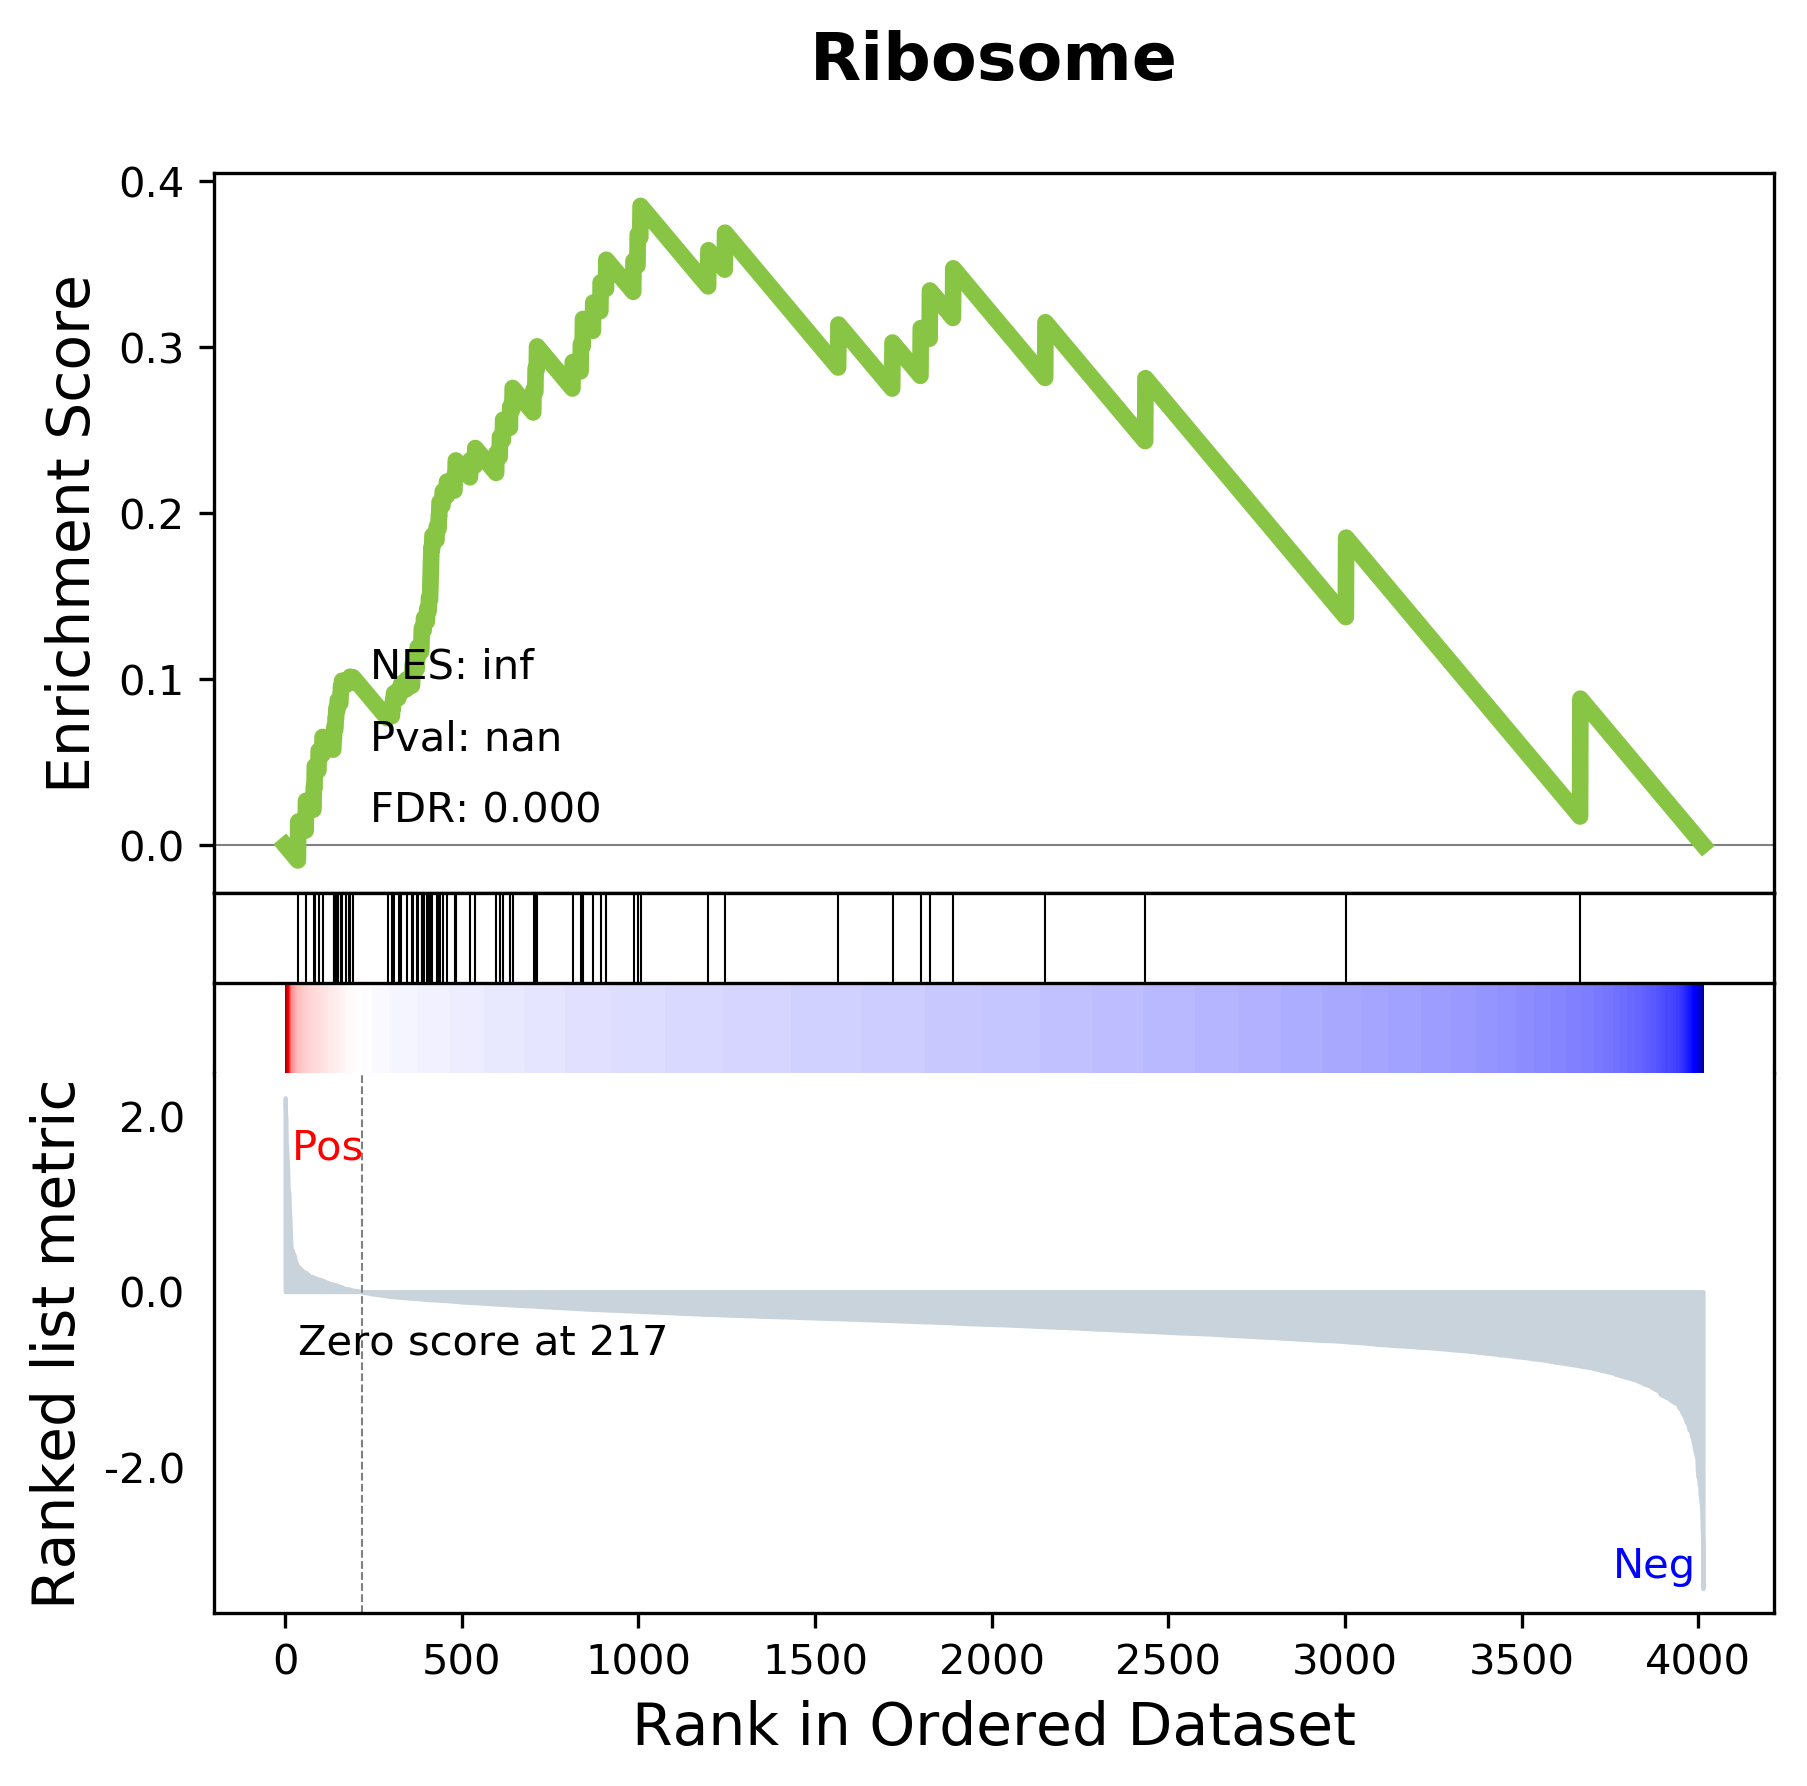 Ribosome
Enrichment Score
0.4
0.3
0.2
0.1
0.0
NES: inf
Pval: nan
FDR: 0.000
Ranked list metric
2.0
0.0
-2.0
Pos
Zero score at 217
Neg
0 500 1000 1500 2000 2500 3000 3500 4000
Rank in Ordered Dataset